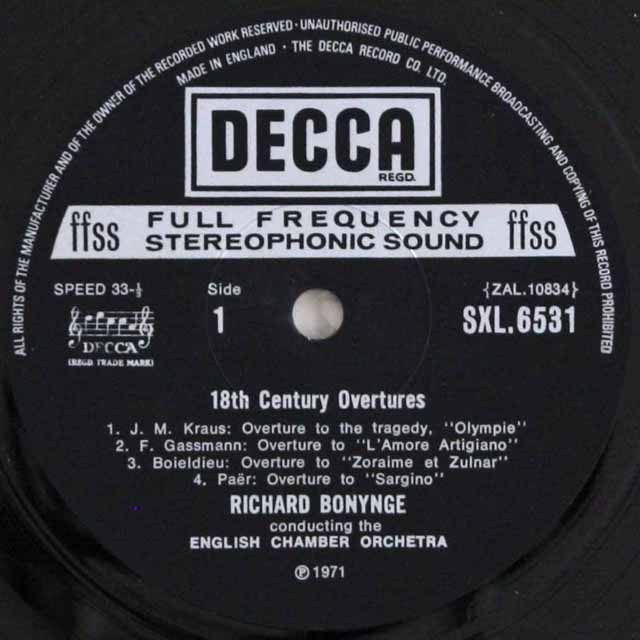 ALL RIGHTS OF THE MANUFACTURER AND OF THE OWNER OF THE RECORDED WORK RESERVED · UNAUTHORISED PUBLIC PERFORMANCE BROADCASTING AND COPYING OF THIS RECORD PROHIBITED
MADE IN ENGLAND · THE DECCA RECORD CO. LTD.
DECCA
REGD.
ffss FULL FREQUENCY ffss
STEREOPHONIC SOUND
SPEED 33-⅓ Side {ZAL.10834}
1 SXL.6531
DECCA
(REGD. TRADE MARK)
18th Century Overtures
1. J. M. Kraus: Overture to the tragedy, "Olympie"
2. F. Gassmann: Overture to "L'Amore Artigiano"
3. Boieldieu: Overture to "Zoraime et Zulnar"
4. Paër: Overture to "Sargino"
RICHARD BONYNGE
conducting the
ENGLISH CHAMBER ORCHETRA
℗ 1971